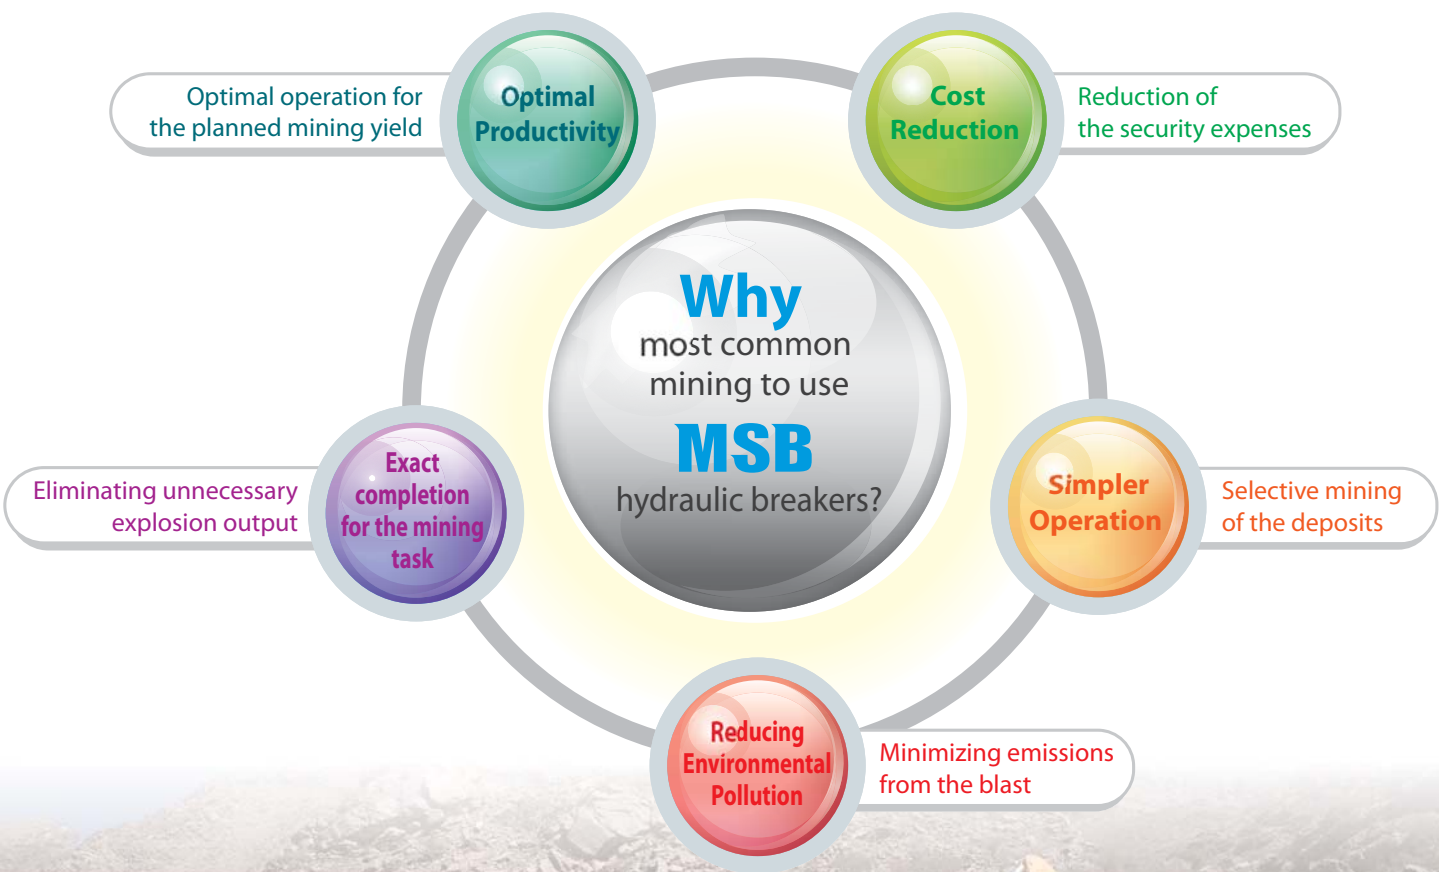 Why
most common
mining to use
MSB
hydraulic breakers?
Optimal
Productivity
Optimal operation for
the planned mining yield
Cost
Reduction
Reduction of
the security expenses
Simpler
Operation
Selective mining
of the deposits
Reducing
Environmental
Pollution
Minimizing emissions
from the blast
Exact
completion
for the mining
task
Eliminating unnecessary
explosion output